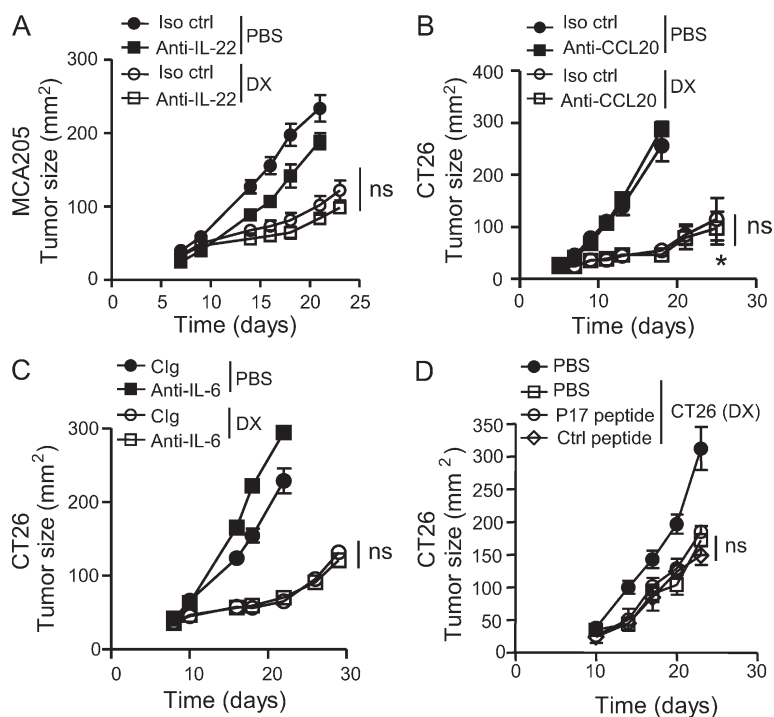 A
Iso ctrl
Anti-IL-22
PBS
Iso ctrl
Anti-IL-22
DX
MCA205
Tumor size (mm²)
300
200
100
0
ns
0 5 10 15 20 25
Time (days)
B
Iso ctrl
Anti-CCL20
PBS
Iso ctrl
Anti-CCL20
DX
CT26
Tumor size (mm²)
400
300
200
100
0
ns
*
0 10 20 30
Time (days)
C
CIg
Anti-IL-6
PBS
CIg
Anti-IL-6
DX
CT26
Tumor size (mm²)
300
200
100
0
ns
0 10 20 30
Time (days)
D
PBS
PBS
P17 peptide
Ctrl peptide
CT26 (DX)
CT26
Tumor size (mm²)
350
300
250
200
150
100
50
0
ns
0 10 20 30
Time (days)